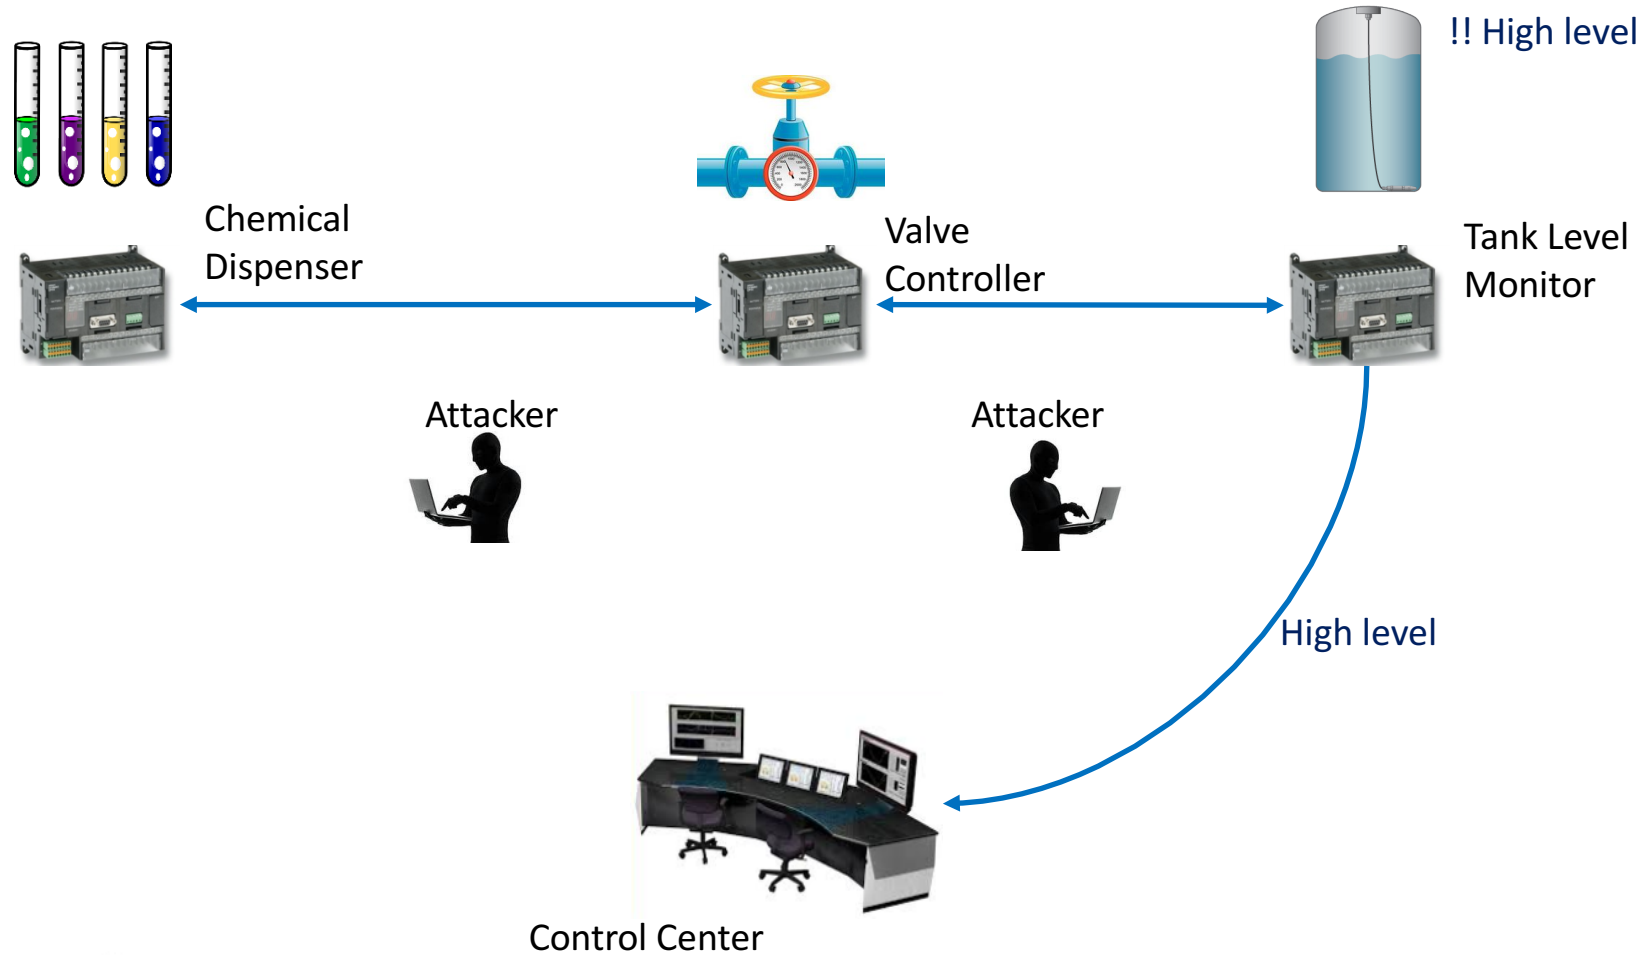 !! High level
Chemical
Dispenser
Valve
Controller
Tank Level
Monitor
Attacker
Attacker
High level
Control Center